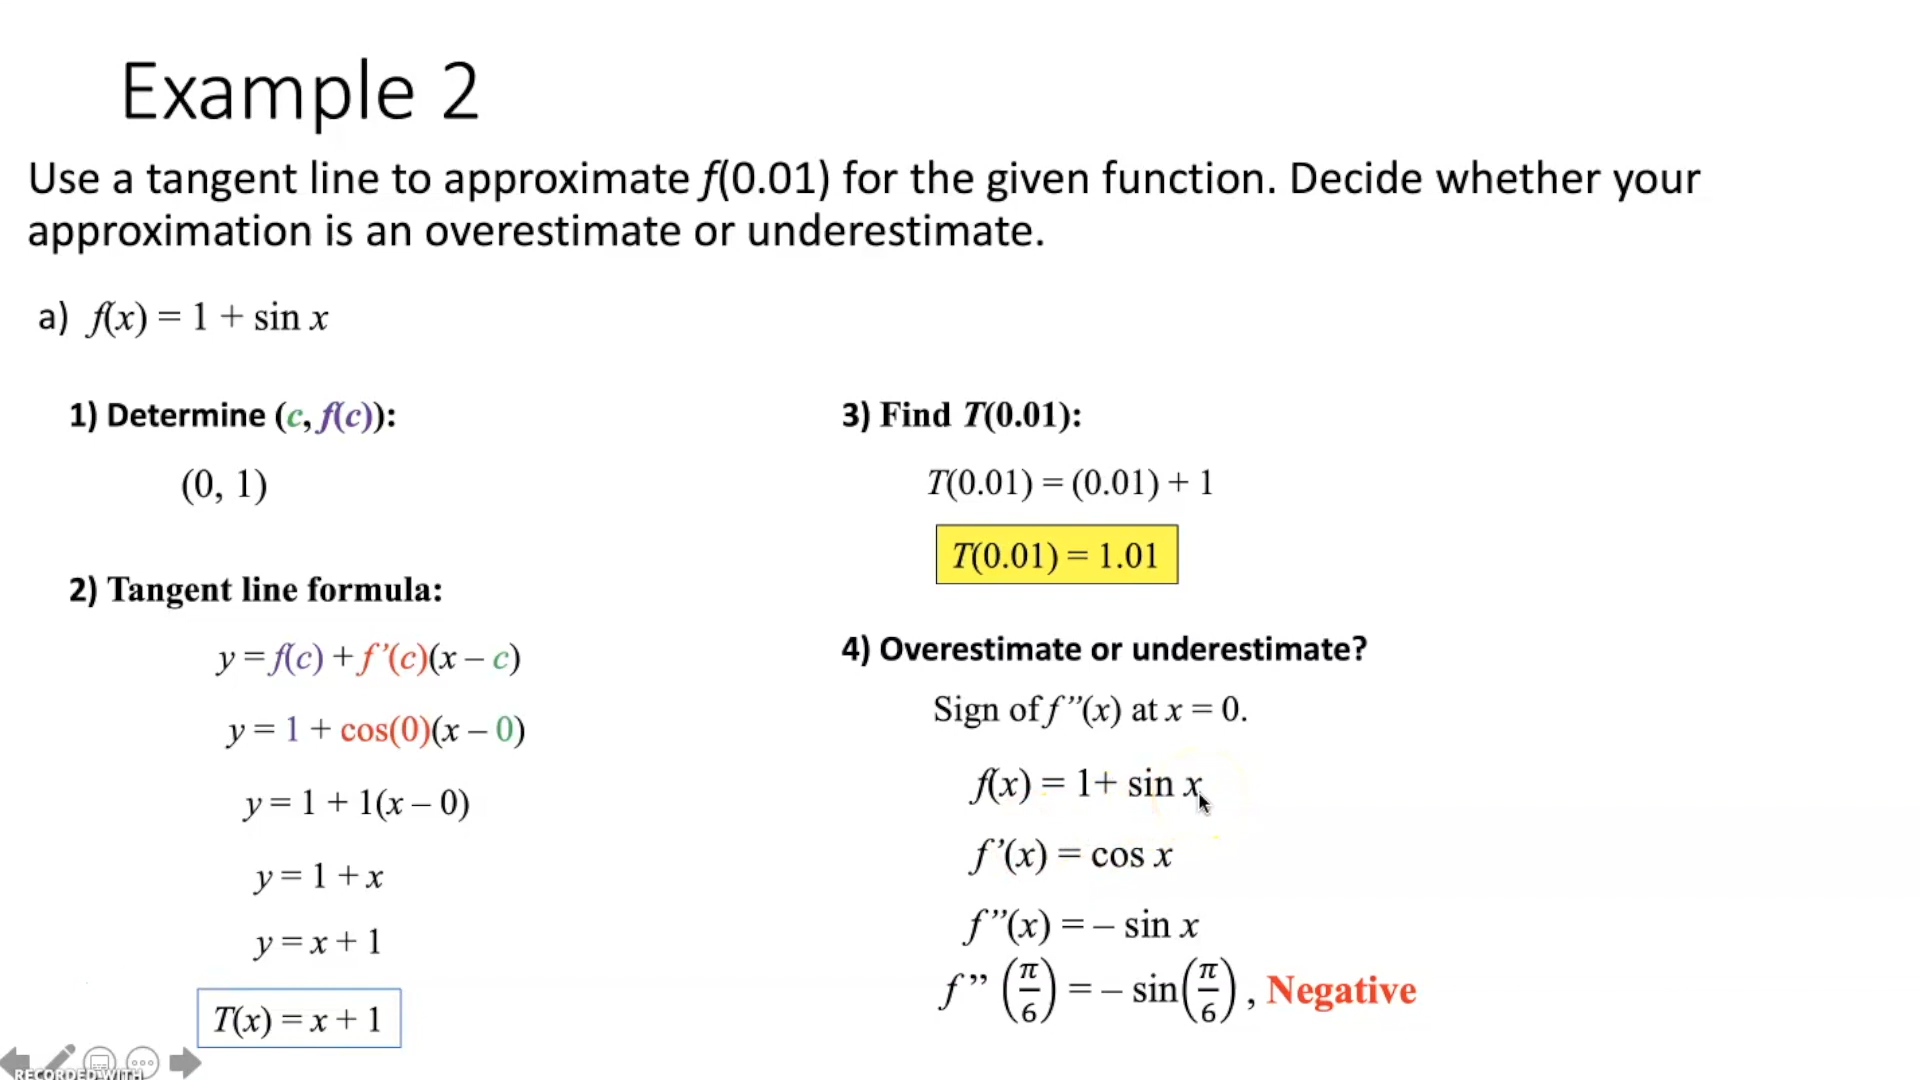 Example 2
Use a tangent line to approximate f(0.01) for the given function. Decide whether your
approximation is an overestimate or underestimate.
a) f(x) = 1 + sin x
1) Determine (c, f(c)):
(0, 1)
2) Tangent line formula:
y = f(c) + f’(c)(x – c)
y = 1 + cos(0)(x – 0)
y = 1 + 1(x – 0)
y = 1 + x
y = x + 1
T(x) = x + 1
3) Find T(0.01):
T(0.01) = (0.01) + 1
T(0.01) = 1.01
4) Overestimate or underestimate?
Sign of f”(x) at x = 0.
f(x) = 1+ sin x
f’(x) = cos x
f”(x) = – sin x
f” (π/6) = – sin(π/6) , Negative
RECORDED WITH